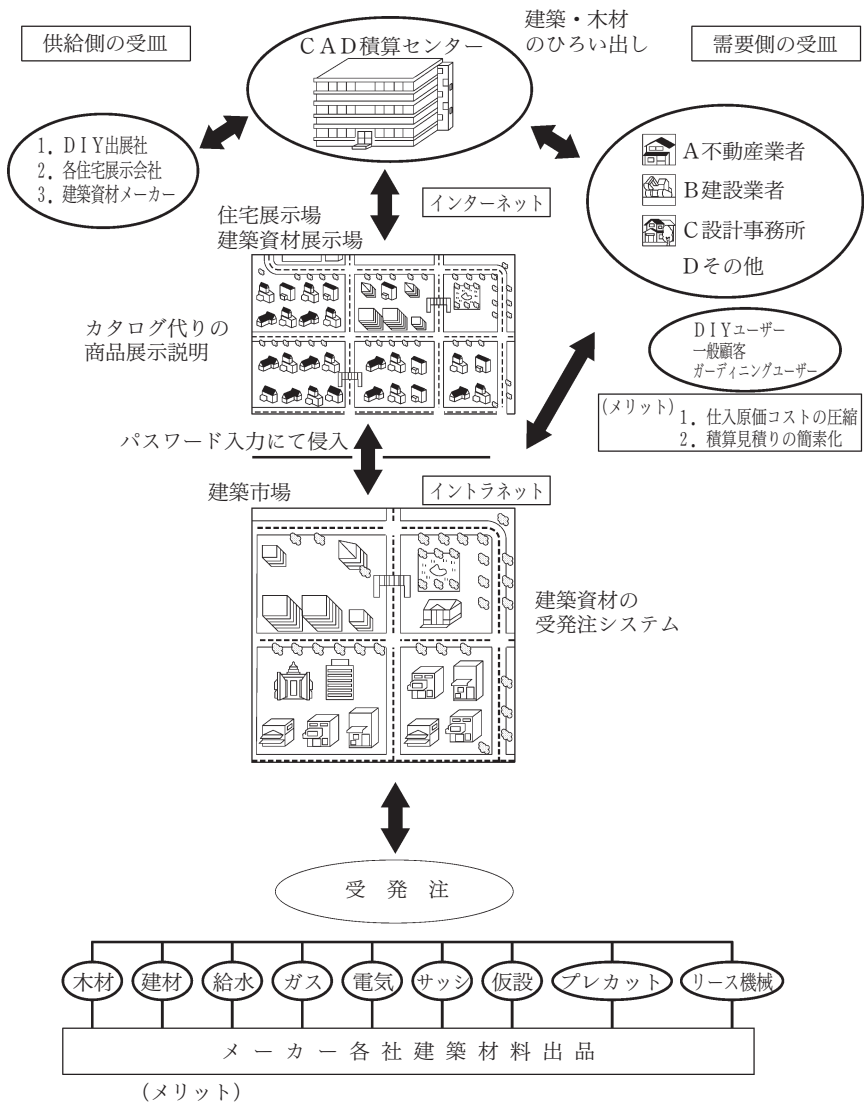 供給側の受皿
CAD積算センター
建築・木材
のひろい出し
需要側の受皿
1. DIY出展社
2. 各住宅展示会社
3. 建築資材メーカー
A不動産業者
B建設業者
C設計事務所
Dその他
住宅展示場
建築資材展示場
インターネット
カタログ代りの
商品展示説明
DIYユーザー
一般顧客
ガーディニングユーザー
(メリット)
1. 仕入原価コストの圧縮
2. 積算見積りの簡素化
パスワード入力にて侵入
建築市場
イントラネット
建築資材の
受発注システム
受発注
木材 建材 給水 ガス 電気 サッシ 仮設 プレカット リース機械
メーカー各社建築材料出品
(メリット)